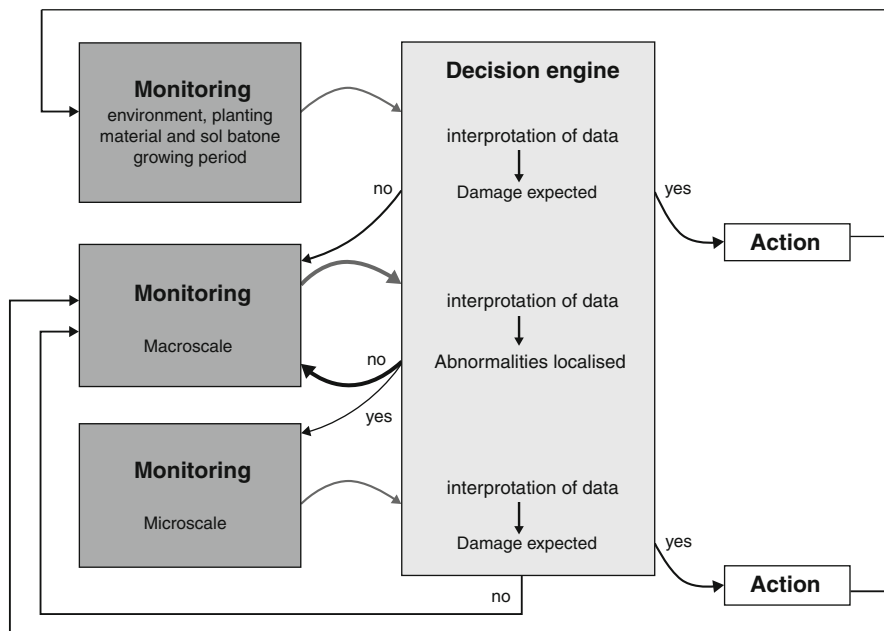 Monitoring
environment, planting
material and sol batone
growing period
Decision engine
interprotation of data
Damage expected
no
yes
Action
Monitoring
Macroscale
interprotation of data
Abnormalities localised
no
yes
Monitoring
Microscale
interprotation of data
Damage expected
yes
Action
no